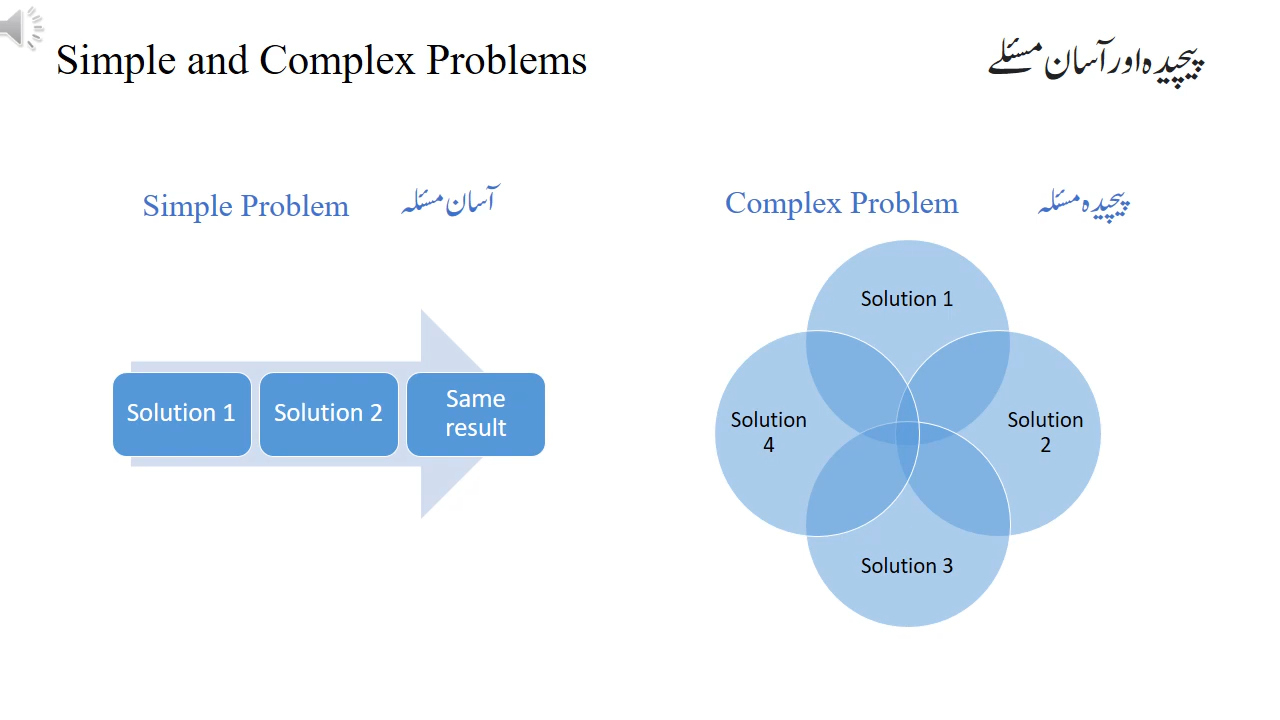 Simple and Complex Problems
پیچیدہ اور آسان مسئلے
Simple Problem
آسان مسئلہ
Complex Problem
پیچیدہ مسئلہ
Solution 1
Solution 2
Same
result
Solution 1
Solution
4
Solution
2
Solution 3